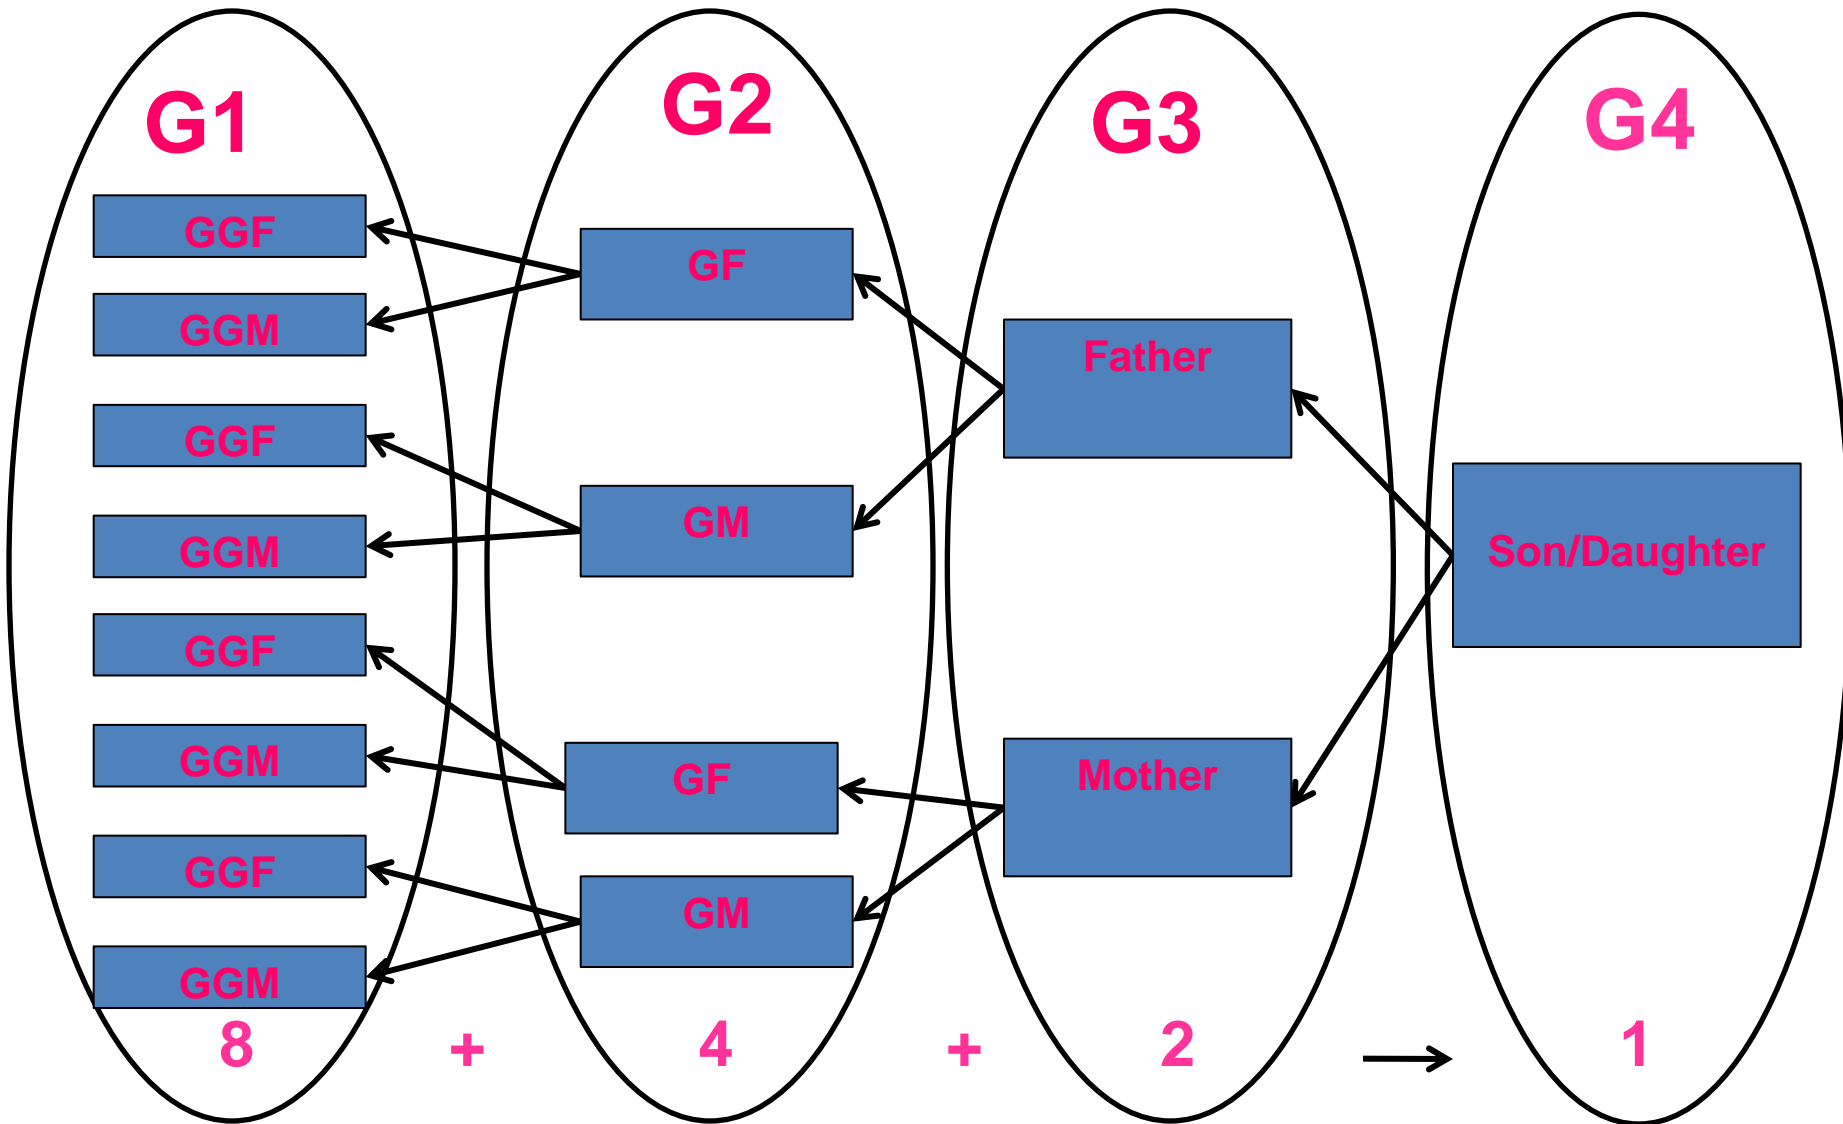 G1
GGF
GGM
GGF
GGM
GGF
GGM
GGF
GGM
G2
GF
GM
GF
GM
G3
Father
Mother
G4
Son/Daughter
8 + 4 + 2 → 1